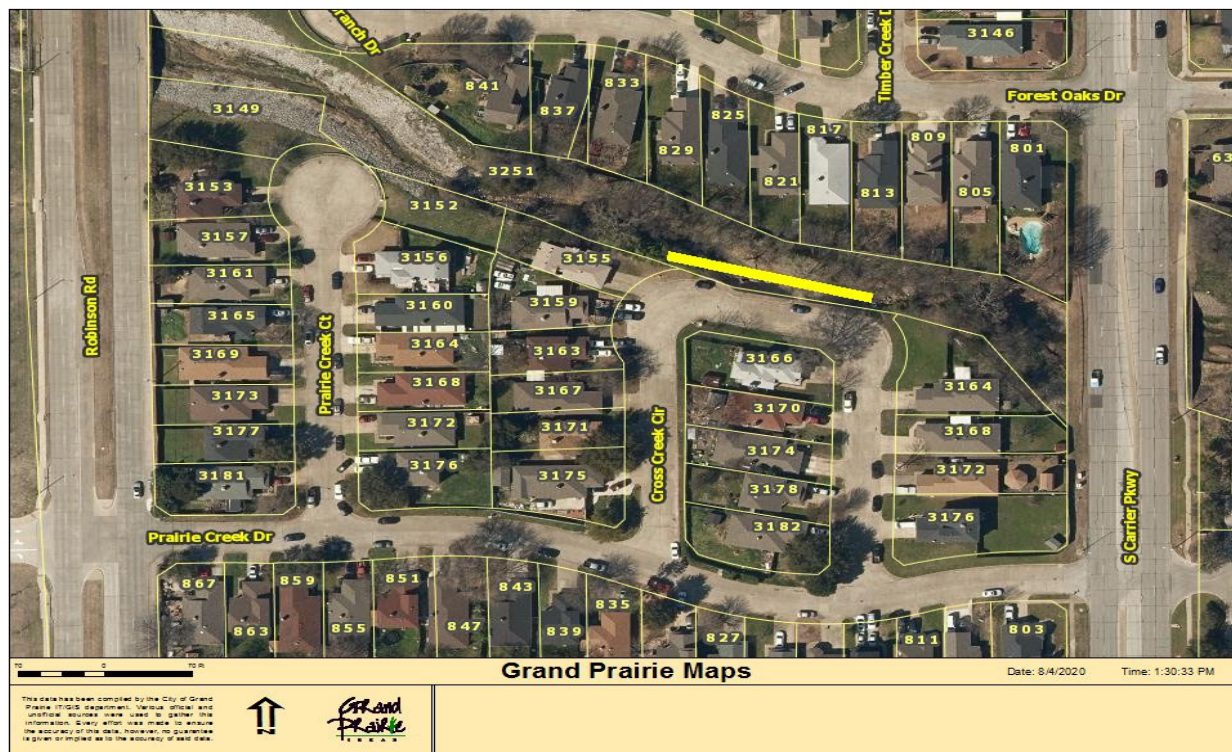 Branch Dr
Timber Creek D
3146
Forest Oaks Dr
841
837
833
829
825
821
817
813
809
805
801
63
3149
3251
3153
3152
3157
3156
3155
3161
3160
3159
3165
3164
3163
3166
3169
3168
3167
3164
3173
3172
3171
3170
3168
3177
3176
3175
3174
3172
3181
3178
3176
3182
Robinson Rd
Prairie Creek Ct
Cross Creek Cir
S Carrier Pkwy
Prairie Creek Dr
867
863
859
855
851
847
843
839
835
827
811
803
70 0 70 Ft
Grand Prairie Maps
Date: 8/4/2020 Time: 1:30:33 PM
This data has been compiled by the City of Grand
Prairie IT/GIS department. Various official and
unofficial sources were used to gather this
information. Every effort was made to ensure
the accuracy of this data, however, no guarantee
is given or implied as to the accuracy of said data.
N
GRand
PRaiRie
TEXAS